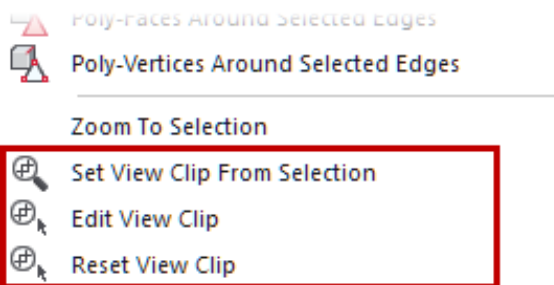 Poly-Faces Around Selected Edges
Poly-Vertices Around Selected Edges
Zoom To Selection
Set View Clip From Selection
Edit View Clip
Reset View Clip